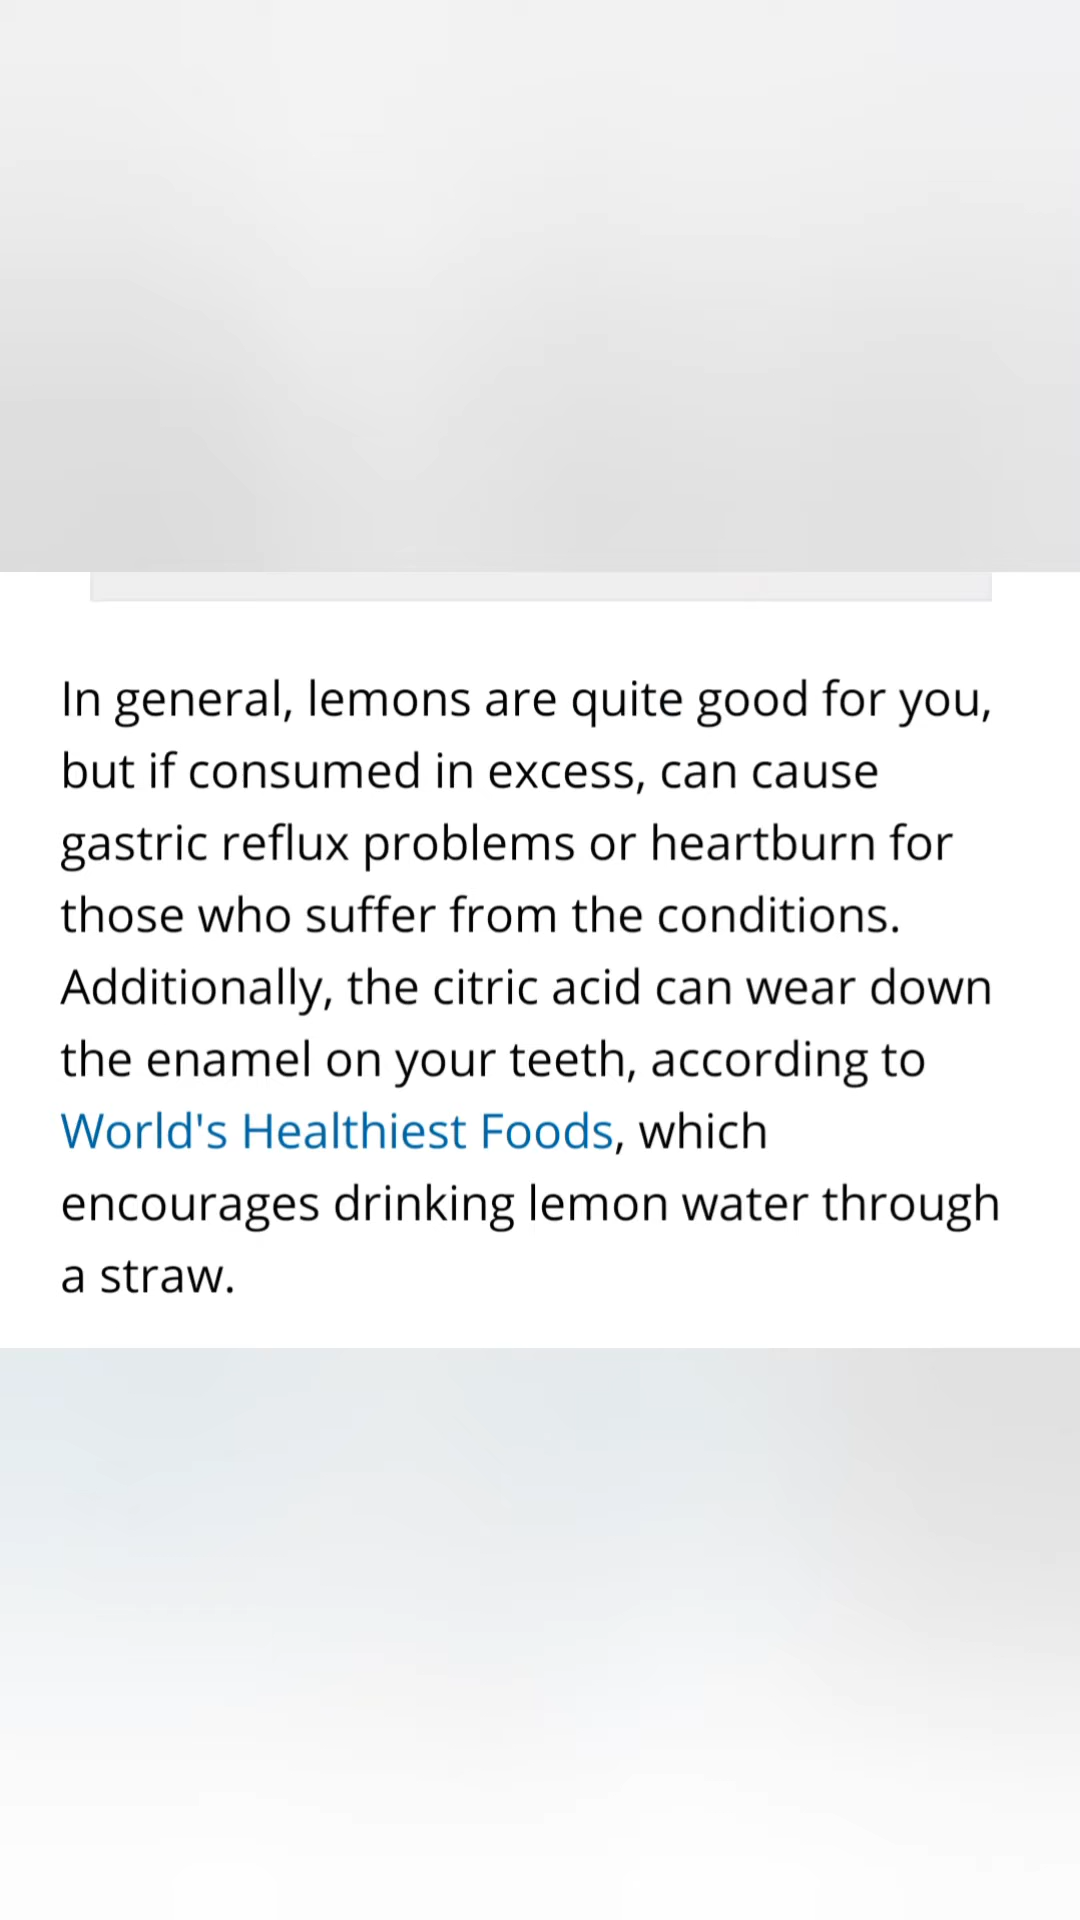 In general, lemons are quite good for you,
but if consumed in excess, can cause
gastric reflux problems or heartburn for
those who suffer from the conditions.
Additionally, the citric acid can wear down
the enamel on your teeth, according to
World's Healthiest Foods, which
encourages drinking lemon water through
a straw.